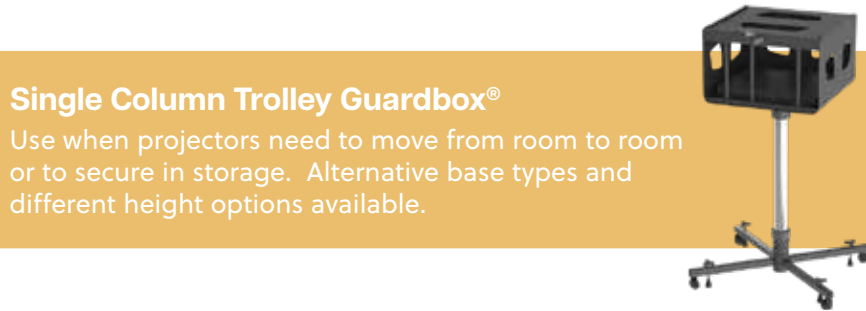 Single Column Trolley Guardbox®
Use when projectors need to move from room to room
or to secure in storage.  Alternative base types and
different height options available.